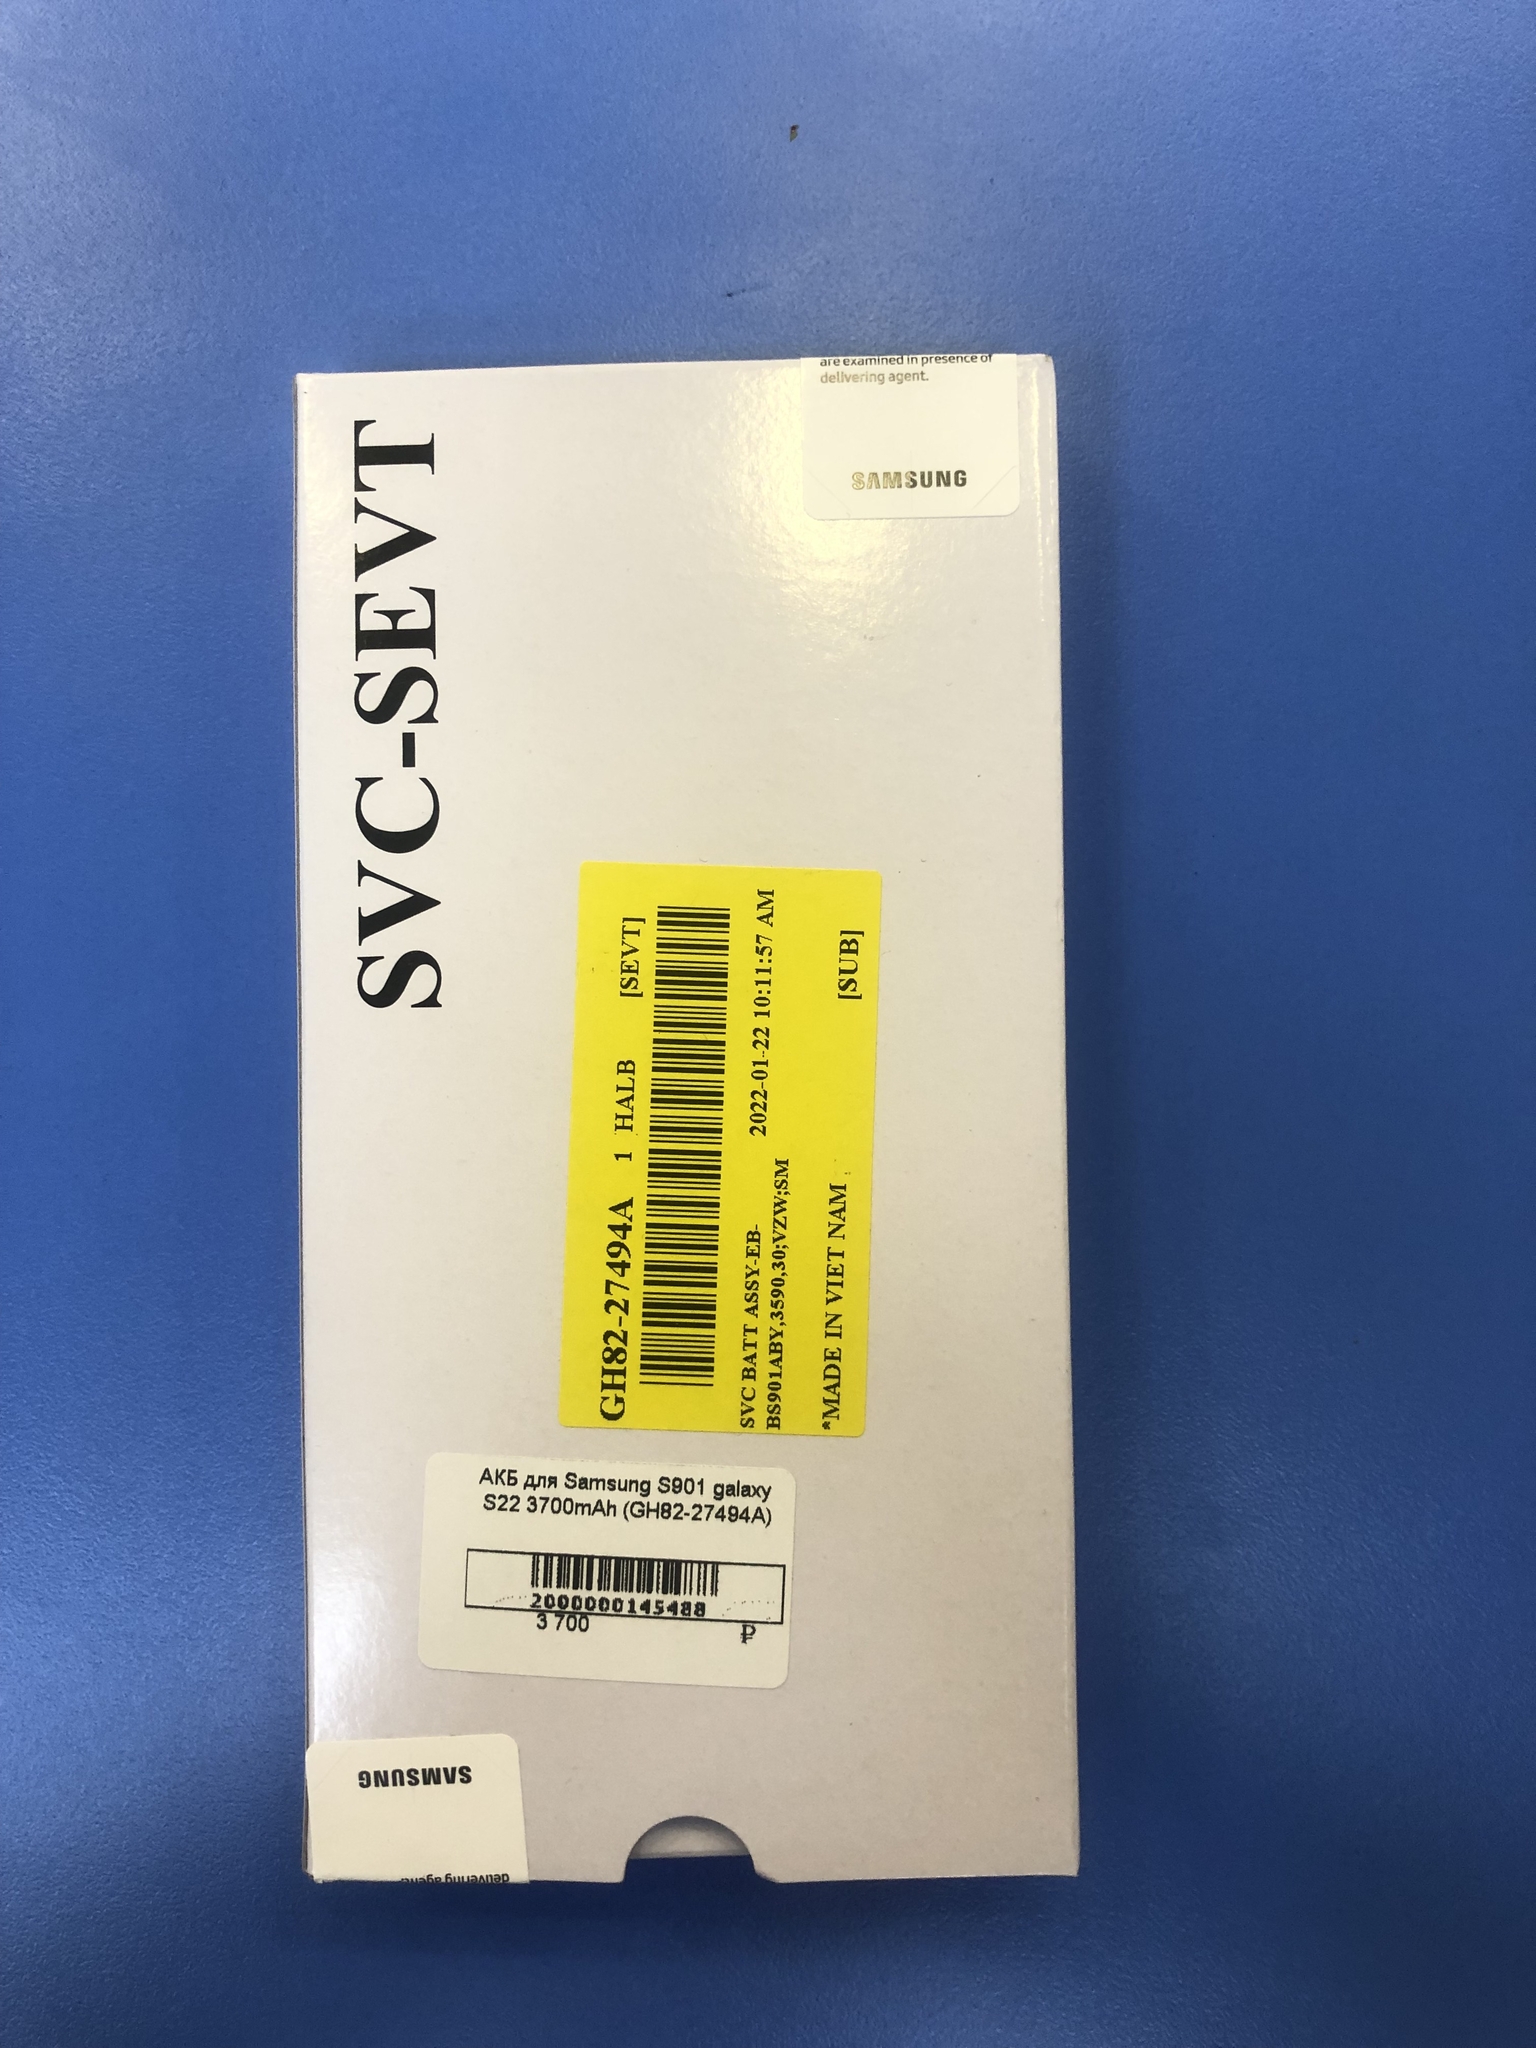 are examined in presence of
delivering agent.
SAMSUNG
SVC-SEVT
GH82-27494A 1 HALB [SEVT]
SVC BATT ASSY-EB- 2022-01-22 10:11:57 AM
BS901ABY,3590,30;VZW;SM
*MADE IN VIET NAM [SUB]
АКБ для Samsung S901 galaxy
S22 3700mAh (GH82-27494A)
2000000145488
3 700 ₽
SAMSUNG
delivering agent.